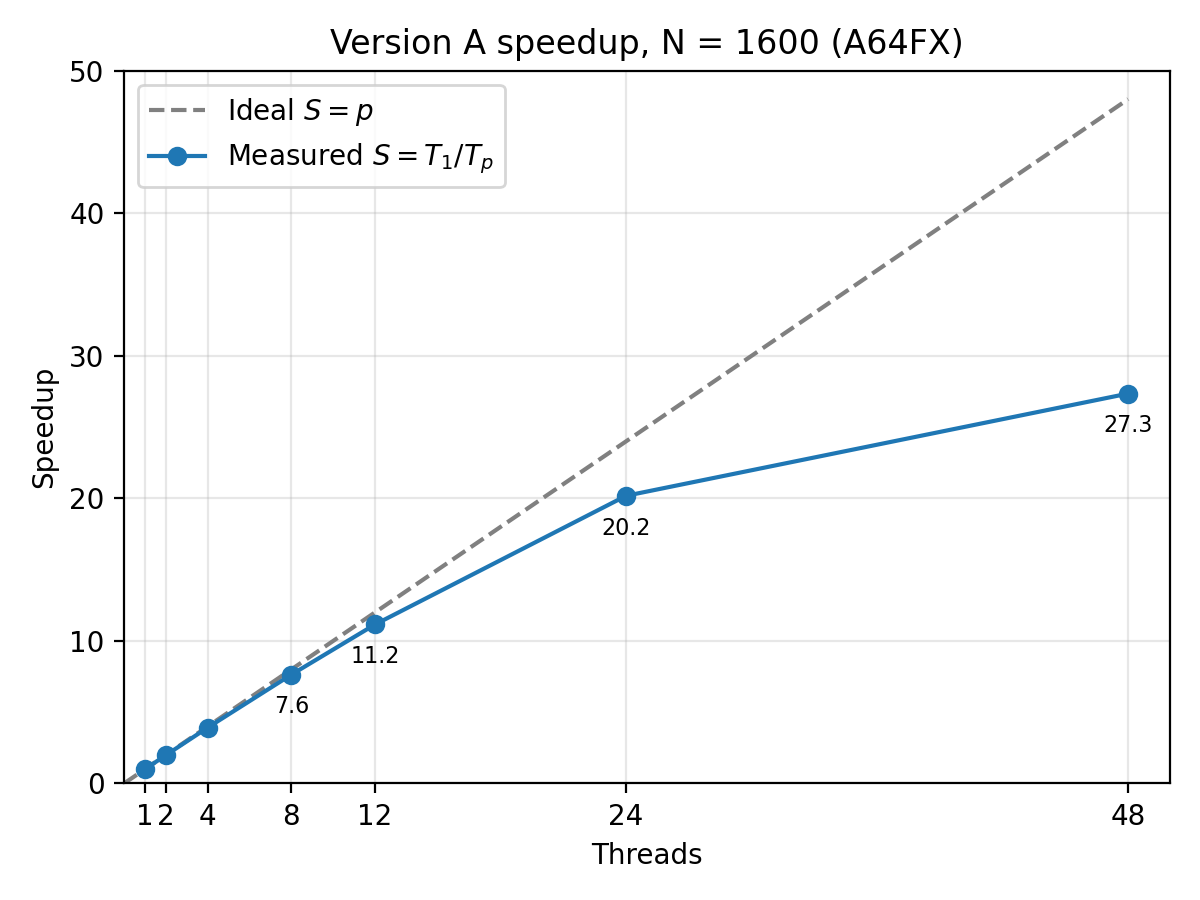 Version A speedup, N = 1600 (A64FX)
Ideal S = p
Measured S = T₁/Tₚ
50
40
30
20
10
0
Speedup
7.6
11.2
20.2
27.3
1 2 4 8 12 24 48
Threads